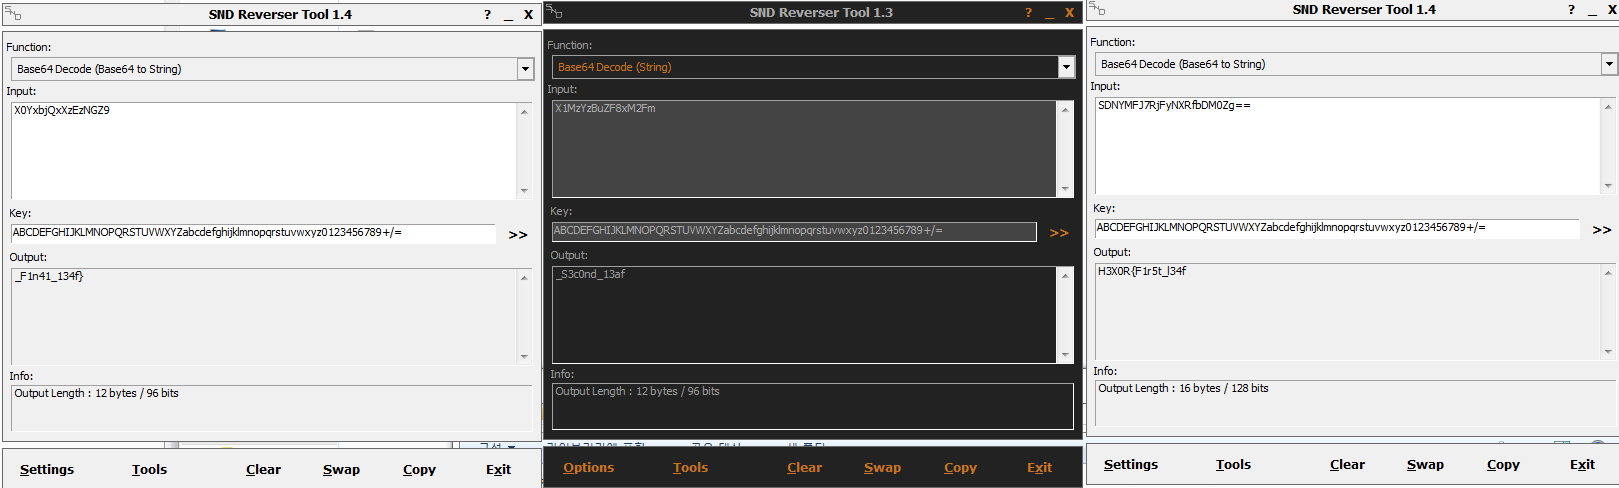 SND Reverser Tool 1.4
? _ X
Function:
Base64 Decode (Base64 to String)
Input:
X0YxbjQxXzEzNGZ9
Key:
ABCDEFGHIJKLMNOPQRSTUVWXYZabcdefghijklmnopqrstuvwxyz0123456789+/=
>>
Output:
_F1n41_134f}
Info:
Output Length : 12 bytes / 96 bits
Settings Tools Clear Swap Copy Exit
SND Reverser Tool 1.3
? _ X
Function:
Base64 Decode (String)
Input:
X1MzYzBuZF8xM2Fm
Key:
ABCDEFGHIJKLMNOPQRSTUVWXYZabcdefghijklmnopqrstuvwxyz0123456789+/=
>>
Output:
_S3c0nd_13af
Info:
Output Length : 12 bytes / 96 bits
Options Tools Clear Swap Copy Exit
SND Reverser Tool 1.4
? _ X
Function:
Base64 Decode (Base64 to String)
Input:
SDNYMFJ7RjFyNXRfbDM0Zg==
Key:
ABCDEFGHIJKLMNOPQRSTUVWXYZabcdefghijklmnopqrstuvwxyz0123456789+/=
>>
Output:
H3X0R{F1r5t_l34f
Info:
Output Length : 16 bytes / 128 bits
Settings Tools Clear Swap Copy Exit